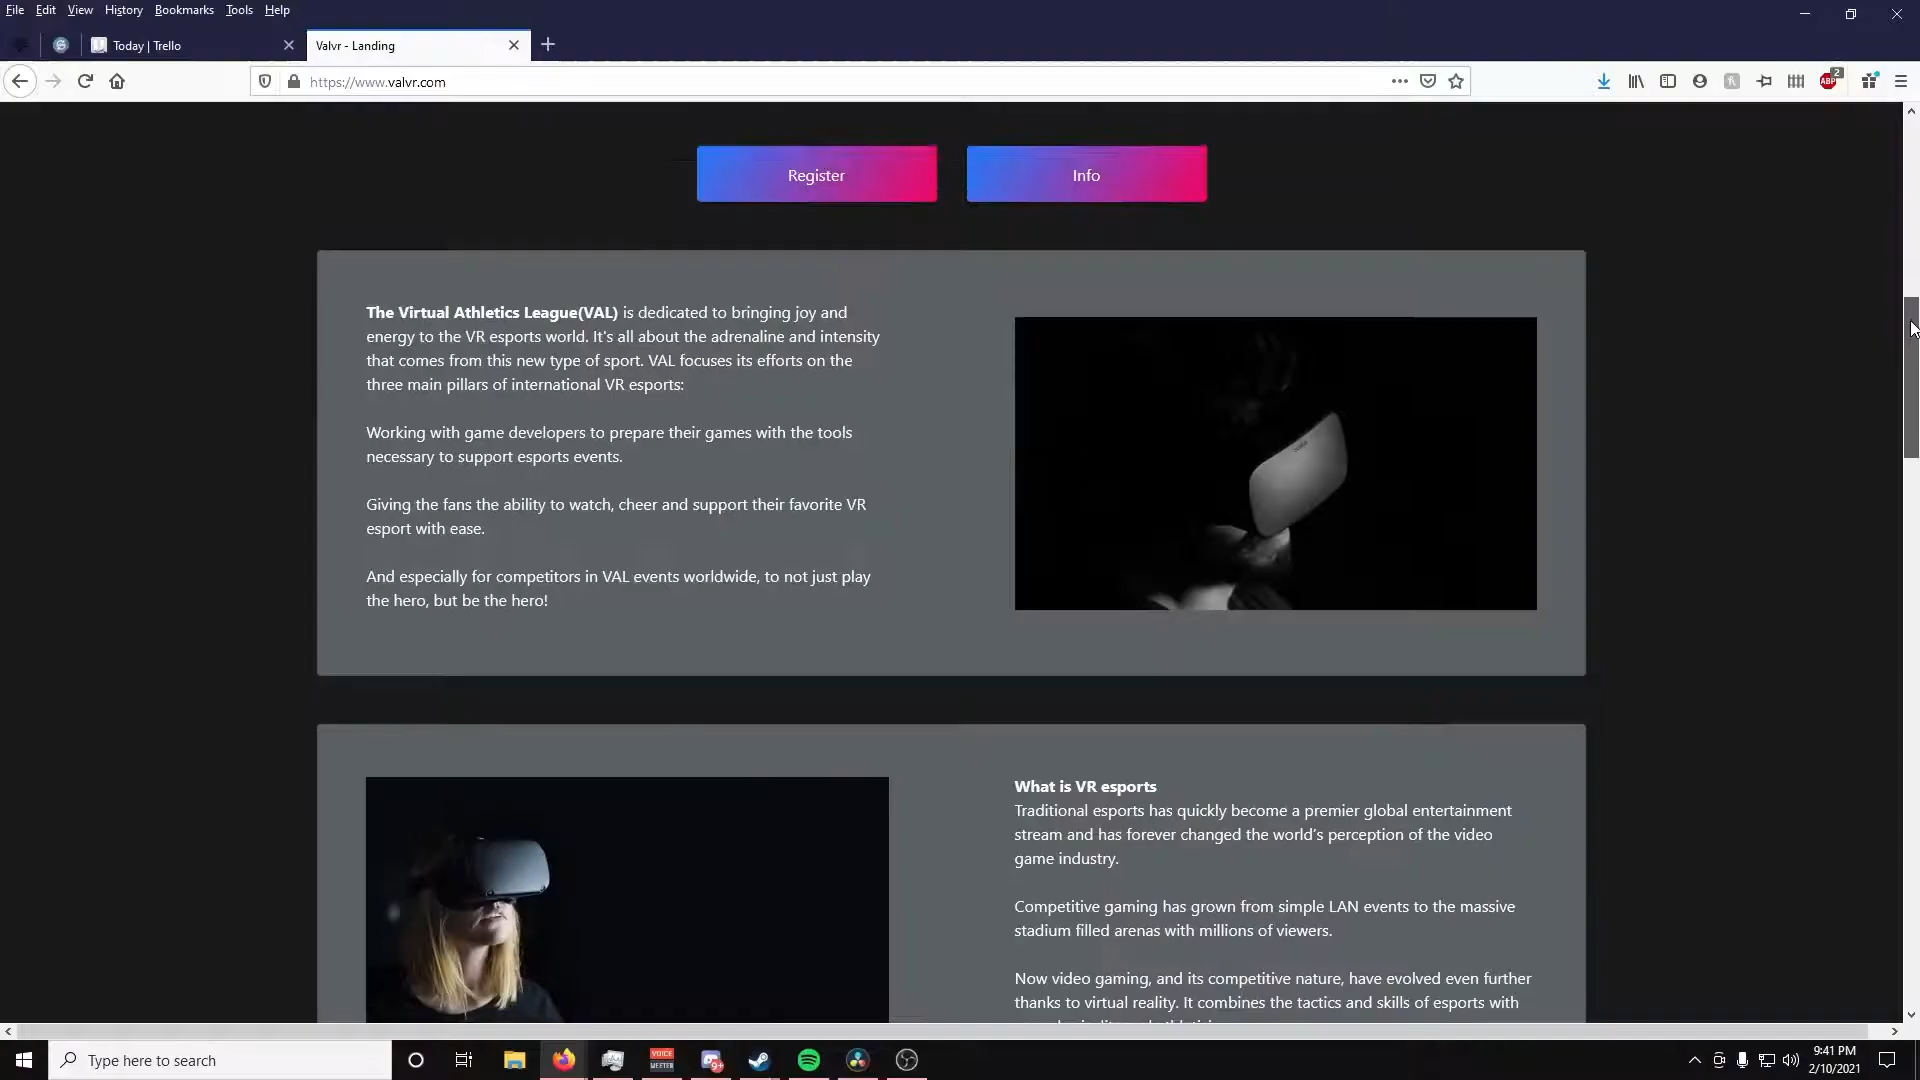 File Edit View History Bookmarks Tools Help
Today | Trello
Valvr - Landing
https://www.valvr.com
ABP
2
Register
Info
The Virtual Athletics League(VAL) is dedicated to bringing joy and
energy to the VR esports world. It's all about the adrenaline and intensity
that comes from this new type of sport. VAL focuses its efforts on the
three main pillars of international VR esports:
Working with game developers to prepare their games with the tools
necessary to support esports events.
Giving the fans the ability to watch, cheer and support their favorite VR
esport with ease.
And especially for competitors in VAL events worldwide, to not just play
the hero, but be the hero!
What is VR esports
Traditional esports has quickly become a premier global entertainment
stream and has forever changed the world's perception of the video
game industry.
Competitive gaming has grown from simple LAN events to the massive
stadium filled arenas with millions of viewers.
Now video gaming, and its competitive nature, have evolved even further
thanks to virtual reality. It combines the tactics and skills of esports with
Type here to search
VOICE
MEETER
9+
9:41 PM
2/10/2021